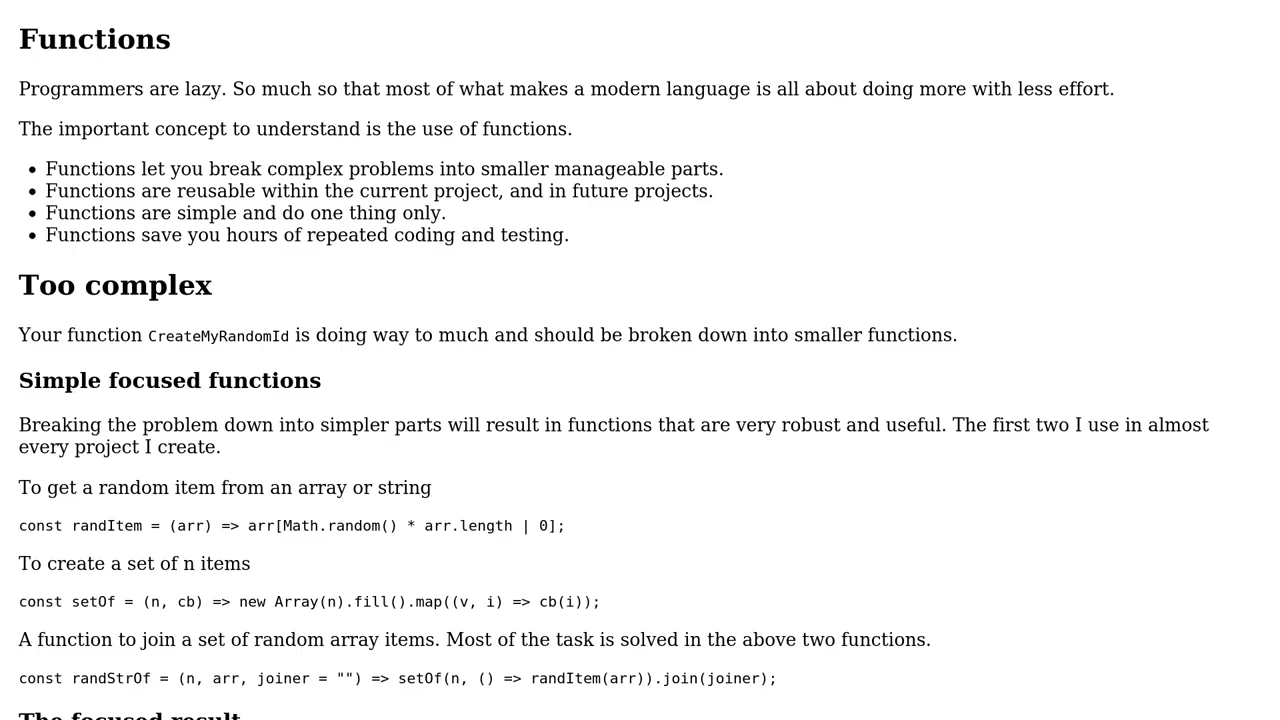 Functions
Programmers are lazy. So much so that most of what makes a modern language is all about doing more with less effort.
The important concept to understand is the use of functions.
• Functions let you break complex problems into smaller manageable parts.
• Functions are reusable within the current project, and in future projects.
• Functions are simple and do one thing only.
• Functions save you hours of repeated coding and testing.
Too complex
Your function CreateMyRandomId is doing way to much and should be broken down into smaller functions.
Simple focused functions
Breaking the problem down into simpler parts will result in functions that are very robust and useful. The first two I use in almost
every project I create.
To get a random item from an array or string
const randItem = (arr) => arr[Math.random() * arr.length | 0];
To create a set of n items
const setOf = (n, cb) => new Array(n).fill().map((v, i) => cb(i));
A function to join a set of random array items. Most of the task is solved in the above two functions.
const randStrOf = (n, arr, joiner = "") => setOf(n, () => randItem(arr)).join(joiner);
The focused result